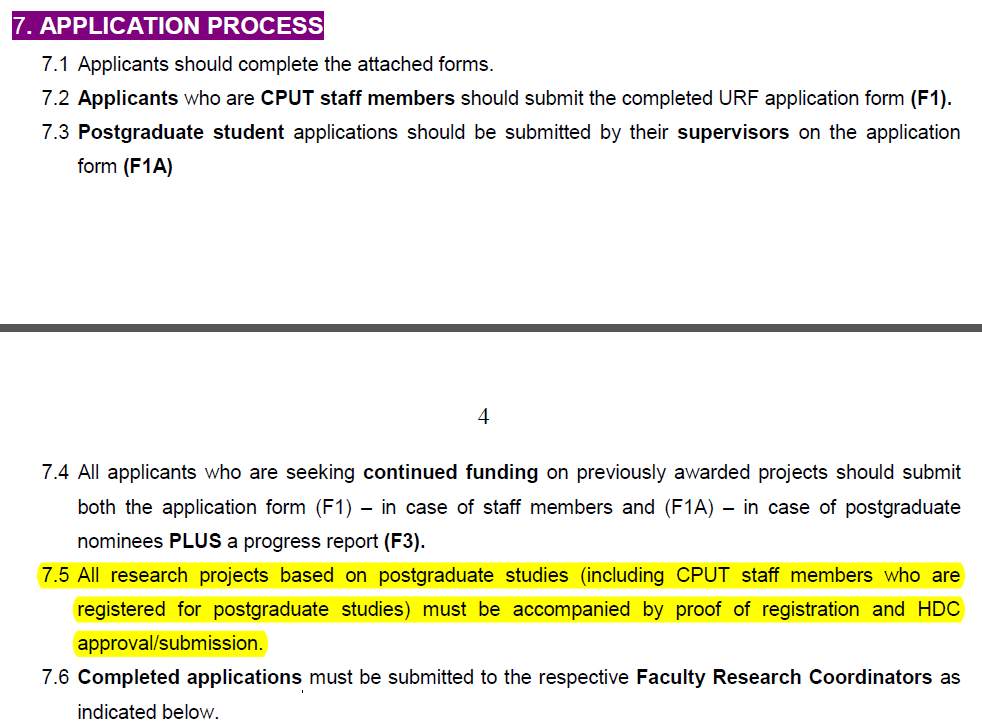 7. APPLICATION PROCESS
7.1 Applicants should complete the attached forms.
7.2 Applicants who are CPUT staff members should submit the completed URF application form (F1).
7.3 Postgraduate student applications should be submitted by their supervisors on the application
form (F1A)
4
7.4 All applicants who are seeking continued funding on previously awarded projects should submit
both the application form (F1) – in case of staff members and (F1A) – in case of postgraduate
nominees PLUS a progress report (F3).
7.5 All research projects based on postgraduate studies (including CPUT staff members who are
registered for postgraduate studies) must be accompanied by proof of registration and HDC
approval/submission.
7.6 Completed applications must be submitted to the respective Faculty Research Coordinators as
indicated below.